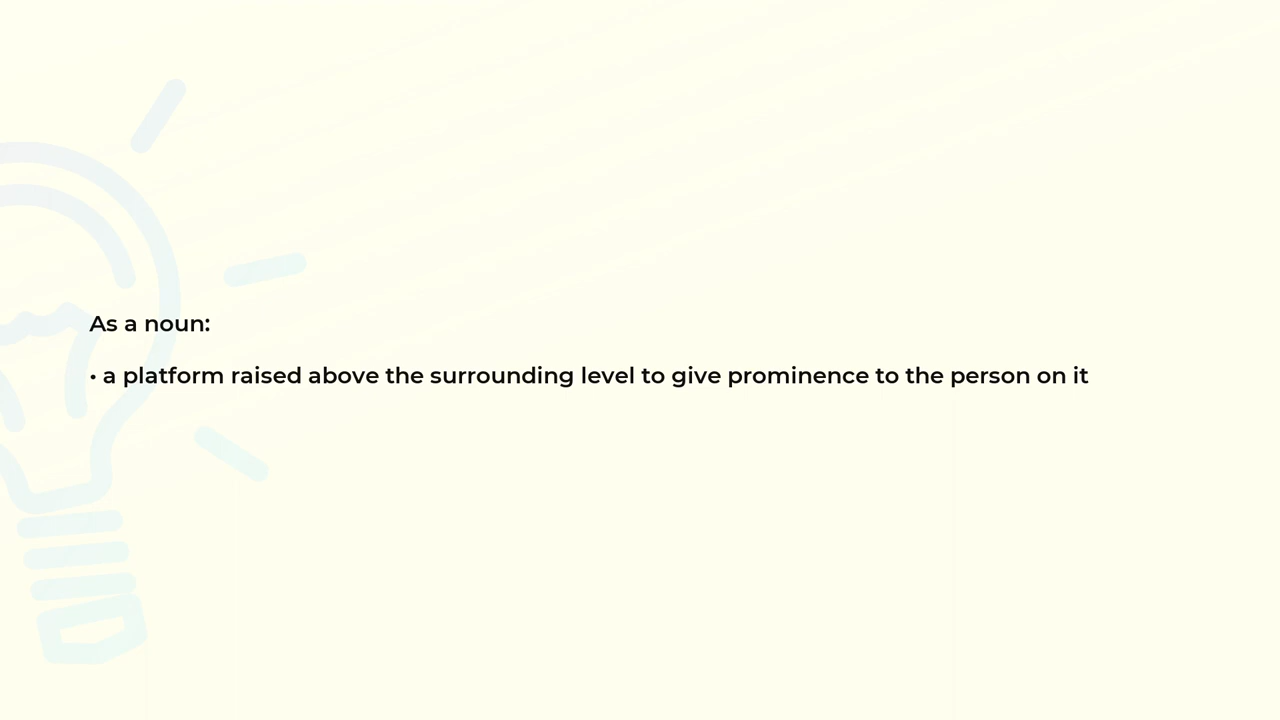 As a noun:
• a platform raised above the surrounding level to give prominence to the person on it